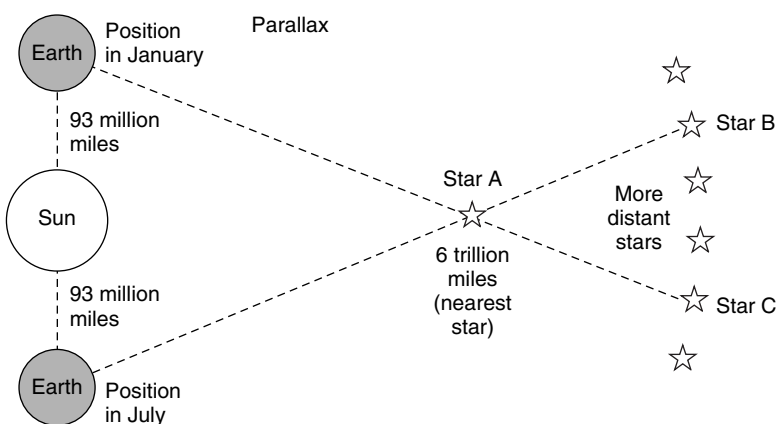 Parallax
Earth
Position
in January
93 million
miles
Sun
93 million
miles
Earth
Position
in July
Star A
6 trillion
miles
(nearest
star)
More
distant
stars
Star B
Star C